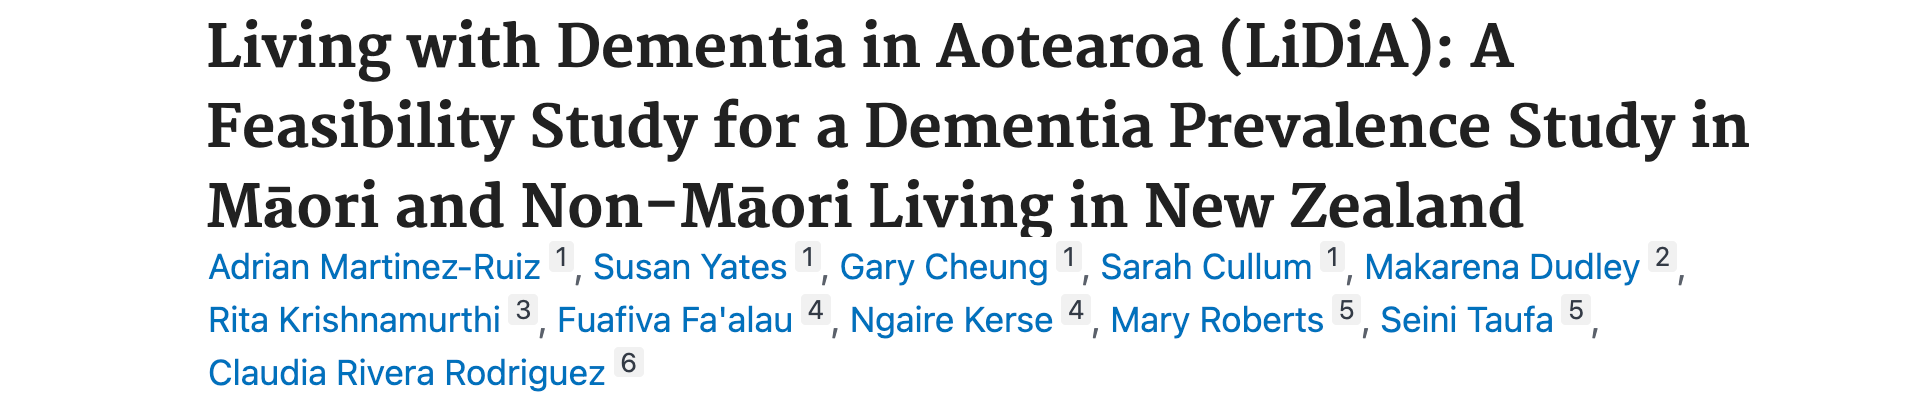 Living with Dementia in Aotearoa (LiDiA): A
Feasibility Study for a Dementia Prevalence Study in
Māori and Non-Māori Living in New Zealand
Adrian Martinez-Ruiz 1, Susan Yates 1, Gary Cheung 1, Sarah Cullum 1, Makarena Dudley 2,
Rita Krishnamurthi 3, Fuafiva Fa'alau 4, Ngaire Kerse 4, Mary Roberts 5, Seini Taufa 5,
Claudia Rivera Rodriguez 6